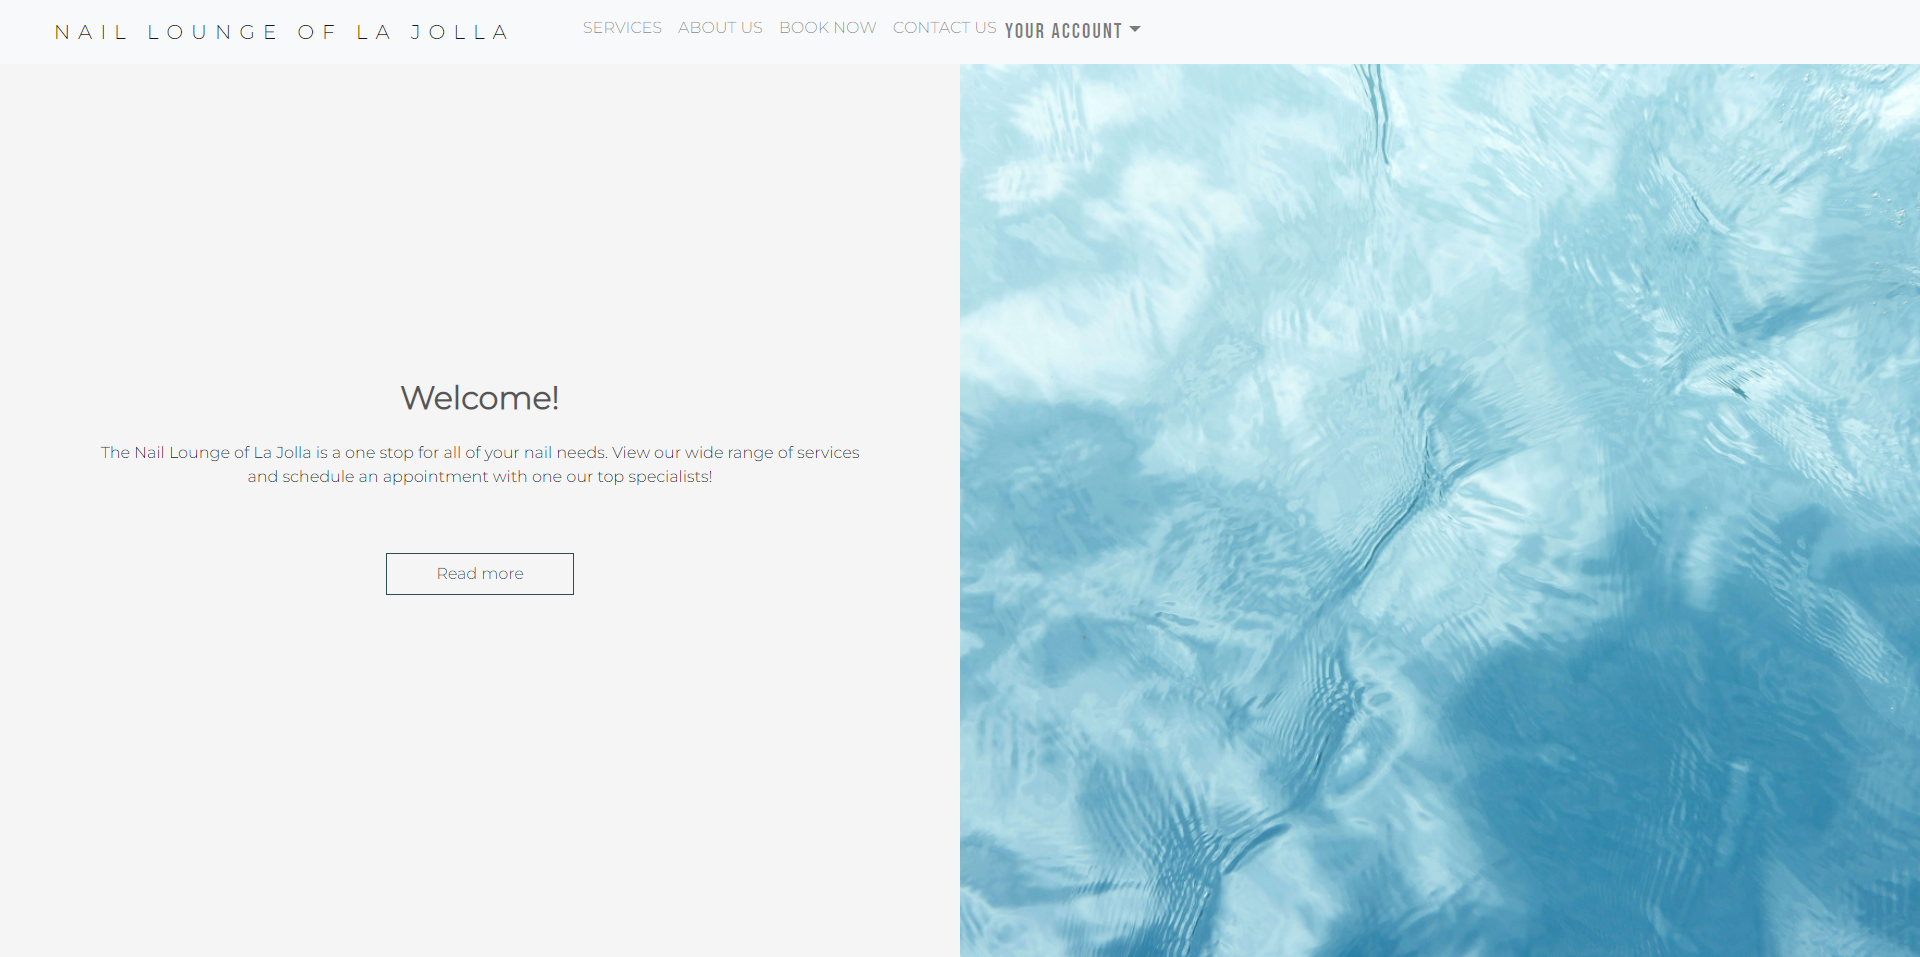 NAIL LOUNGE OF LA JOLLA
SERVICES ABOUT US BOOK NOW CONTACT US YOUR ACCOUNT
Welcome!
The Nail Lounge of La Jolla is a one stop for all of your nail needs. View our wide range of services
and schedule an appointment with one our top specialists!
Read more